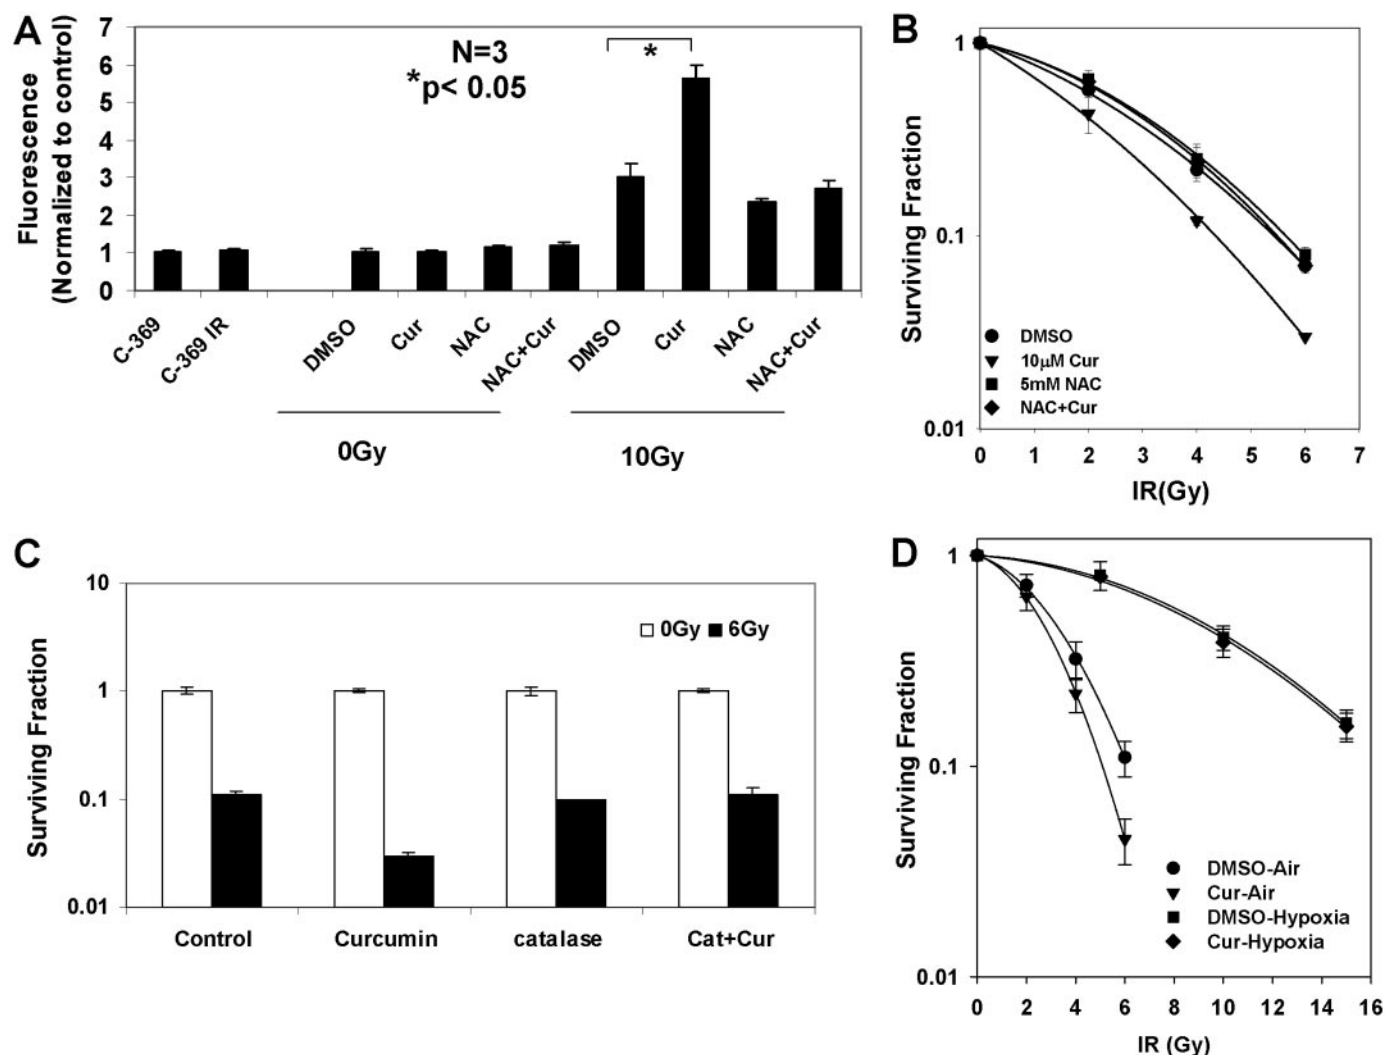 A
Fluorescence
(Normalized to control)
7
6
5
4
3
2
1
0
N=3
*p< 0.05
*
C-369
C-369 IR
DMSO
Cur
NAC
NAC+Cur
DMSO
Cur
NAC
NAC+Cur
0Gy
10Gy
B
Surviving Fraction
1
0.1
0.01
DMSO
10µM Cur
5mM NAC
NAC+Cur
0 1 2 3 4 5 6 7
IR(Gy)
C
Surviving Fraction
10
1
0.1
0.01
0Gy 6Gy
Control Curcumin catalase Cat+Cur
D
Surviving Fraction
1
0.1
0.01
DMSO-Air
Cur-Air
DMSO-Hypoxia
Cur-Hypoxia
0 2 4 6 8 10 12 14 16
IR (Gy)